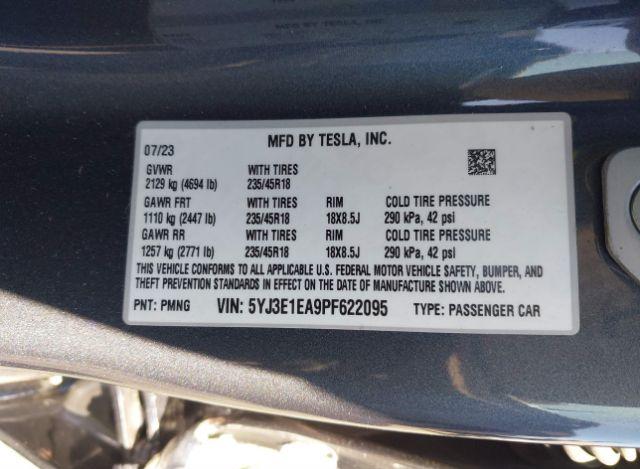 MFD BY TESLA, INC.
07/23
GVWR WITH TIRES
2129 kg (4694 lb) 235/45R18
GAWR FRT WITH TIRES RIM COLD TIRE PRESSURE
1110 kg (2447 lb) 235/45R18 18X8.5J 290 kPa, 42 psi
GAWR RR WITH TIRES RIM COLD TIRE PRESSURE
1257 kg (2771 lb) 235/45R18 18X8.5J 290 kPa, 42 psi
THIS VEHICLE CONFORMS TO ALL APPLICABLE U.S. FEDERAL MOTOR VEHICLE SAFETY, BUMPER, AND
THEFT PREVENTION STANDARDS IN EFFECT ON THE DATE OF MANUFACTURE SHOWN ABOVE.
PNT: PMNG VIN: 5YJ3E1EA9PF622095 TYPE: PASSENGER CAR